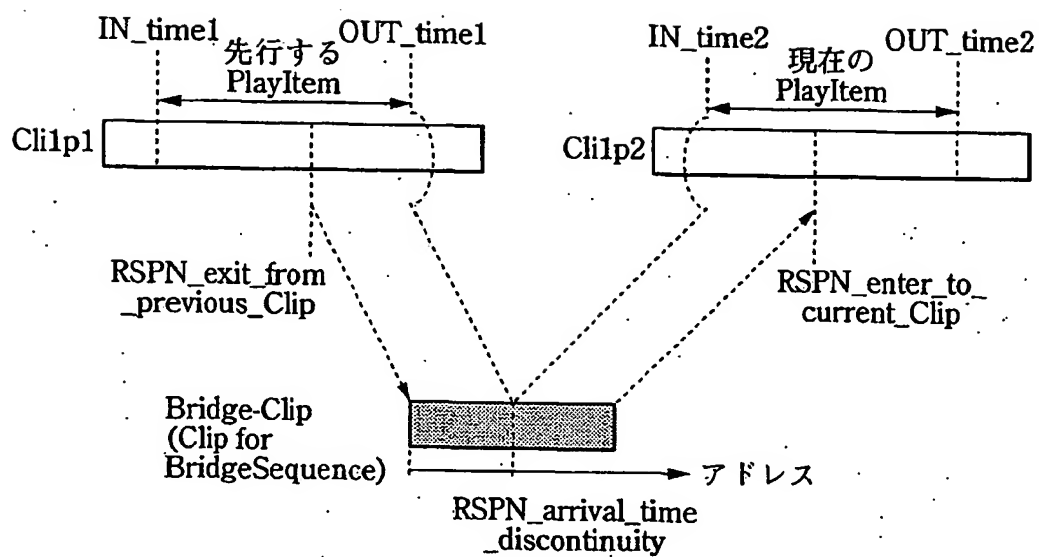 IN_time1
先行する
PlayItem
OUT_time1
IN_time2
現在の
PlayItem
OUT_time2
Cli1p1
Cli1p2
RSPN_exit_from
_previous_Clip
RSPN_enter_to_
current_Clip
Bridge-Clip
(Clip for
BridgeSequence)
アドレス
RSPN_arrival_time
_discontinuity